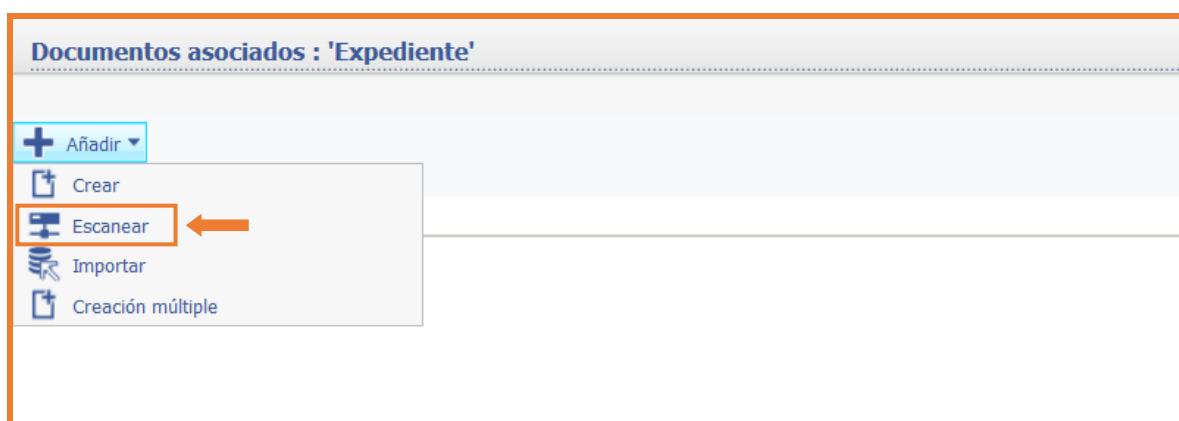 Documentos asociados : 'Expediente'
Añadir
Crear
Escanear
Importar
Creación múltiple